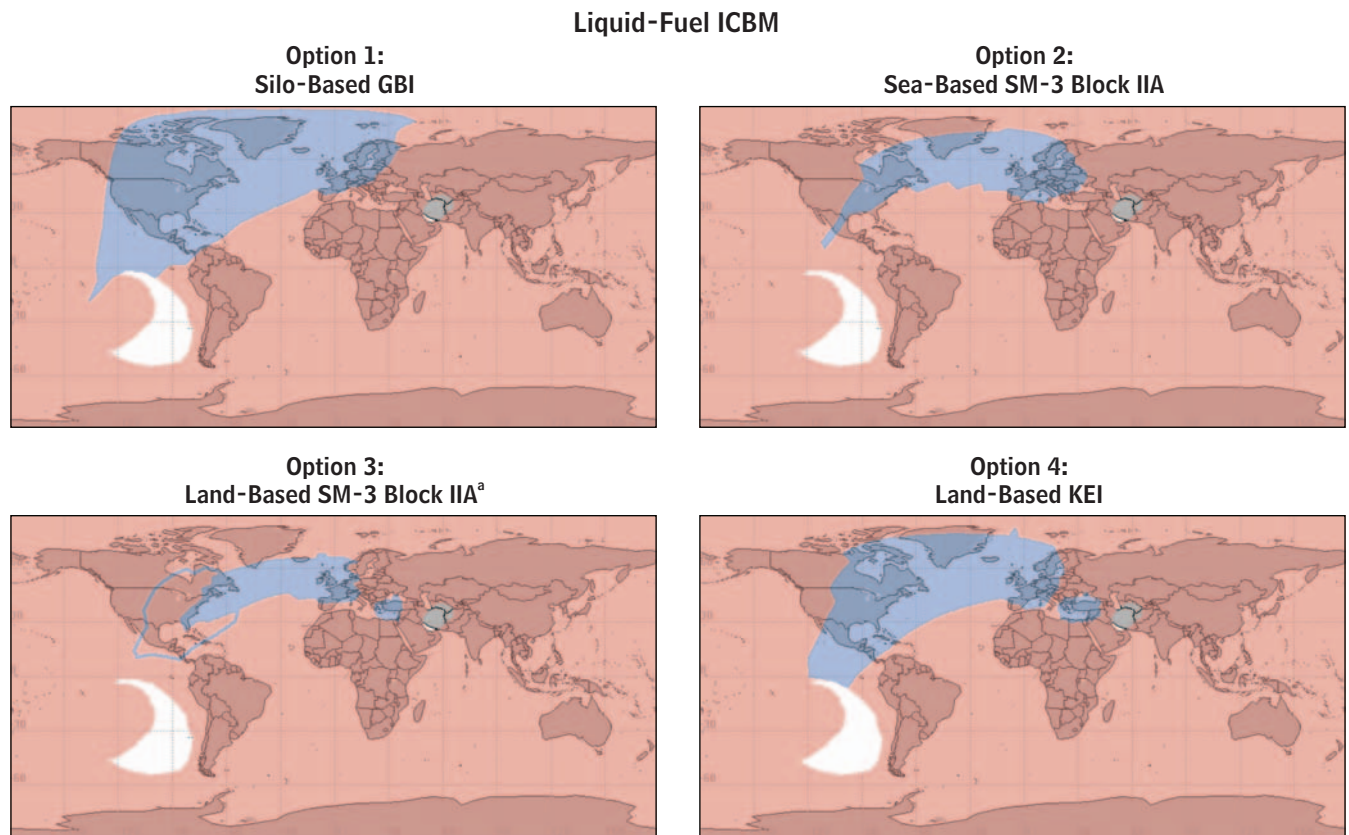 Liquid-Fuel ICBM
Option 1:
Silo-Based GBI
Option 2:
Sea-Based SM-3 Block IIA
Option 3:
Land-Based SM-3 Block IIAᵃ
Option 4:
Land-Based KEI